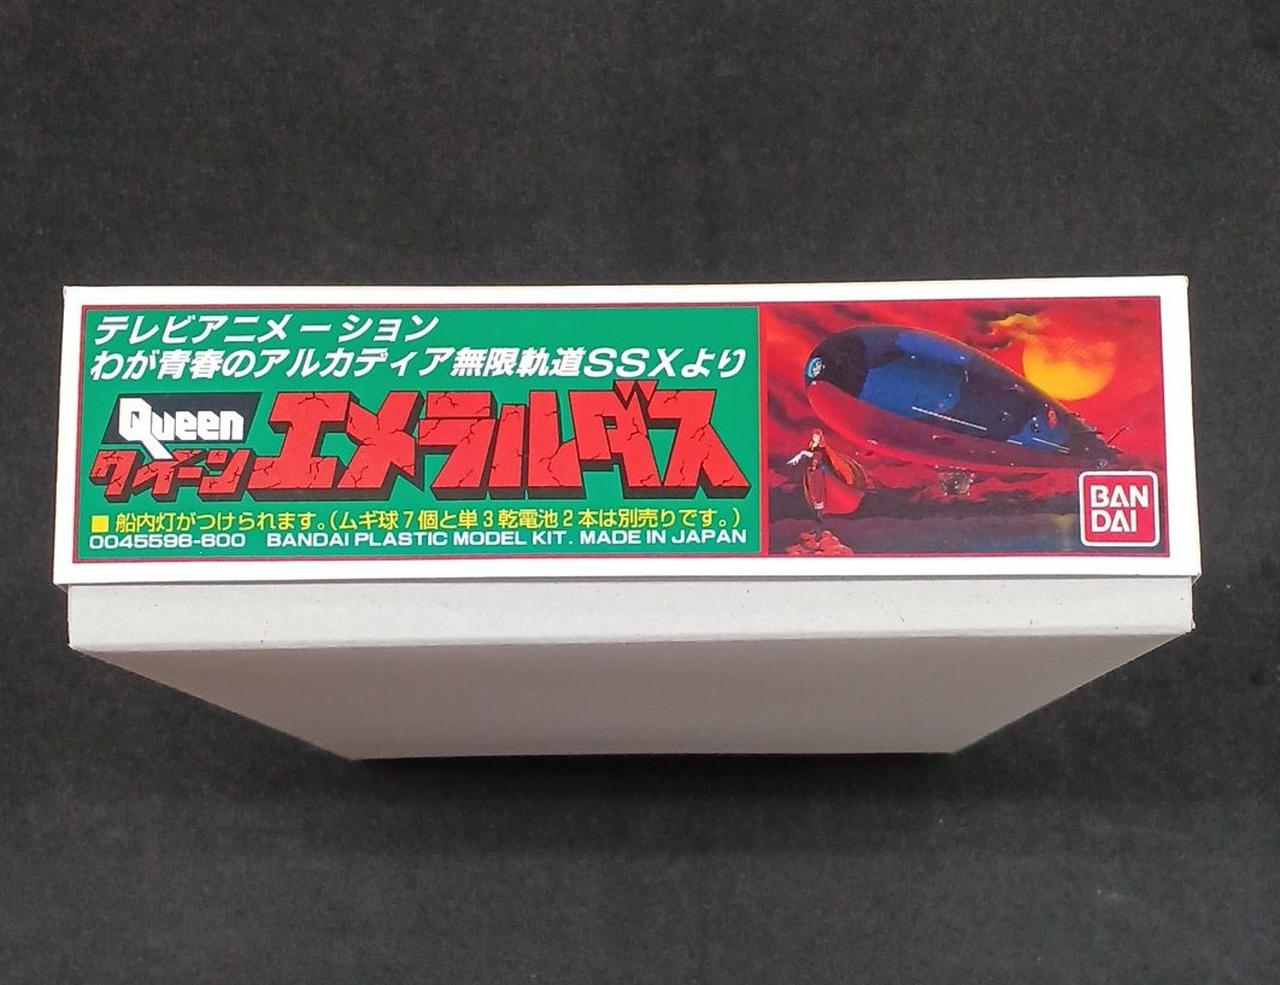 テレビアニメーション
わが青春のアルカディア無限軌道SSXより
Queen
クイーン エメラルダス
■船内灯がつけられます。(ムギ球7個と単3乾電池2本は別売りです。)
0045596-600 BANDAI PLASTIC MODEL KIT. MADE IN JAPAN
BAN
DAI